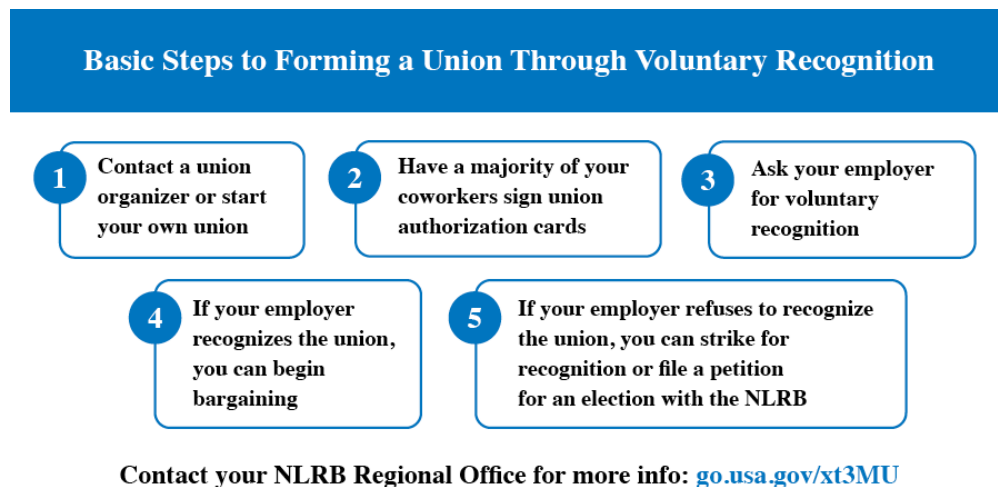 Basic Steps to Forming a Union Through Voluntary Recognition
1
Contact a union
organizer or start
your own union
2
Have a majority of your
coworkers sign union
authorization cards
3
Ask your employer
for voluntary
recognition
4
If your employer
recognizes the union,
you can begin
bargaining
5
If your employer refuses to recognize
the union, you can strike for
recognition or file a petition
for an election with the NLRB
Contact your NLRB Regional Office for more info: go.usa.gov/xt3MU